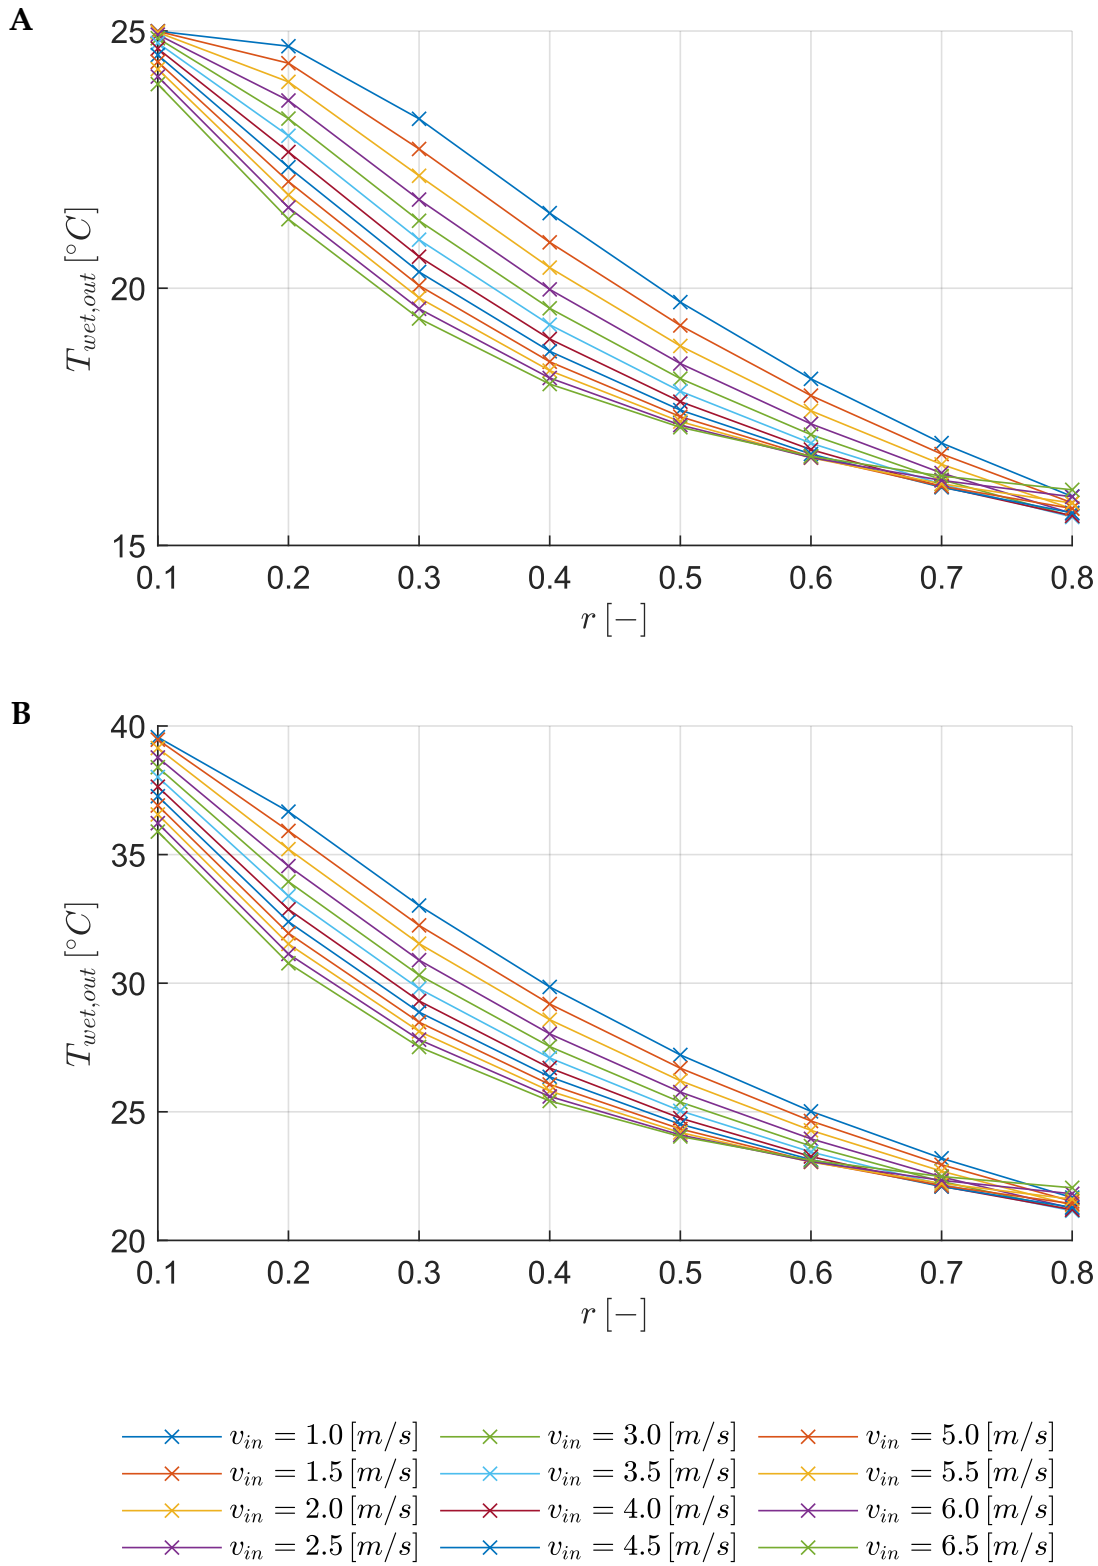 A
25
20
15
T_{wet,out} [°C]
0.1 0.2 0.3 0.4 0.5 0.6 0.7 0.8
r [−]
B
40
35
30
25
20
T_{wet,out} [°C]
0.1 0.2 0.3 0.4 0.5 0.6 0.7 0.8
r [−]
v_{in} = 1.0 [m/s] v_{in} = 3.0 [m/s] v_{in} = 5.0 [m/s]
v_{in} = 1.5 [m/s] v_{in} = 3.5 [m/s] v_{in} = 5.5 [m/s]
v_{in} = 2.0 [m/s] v_{in} = 4.0 [m/s] v_{in} = 6.0 [m/s]
v_{in} = 2.5 [m/s] v_{in} = 4.5 [m/s] v_{in} = 6.5 [m/s]